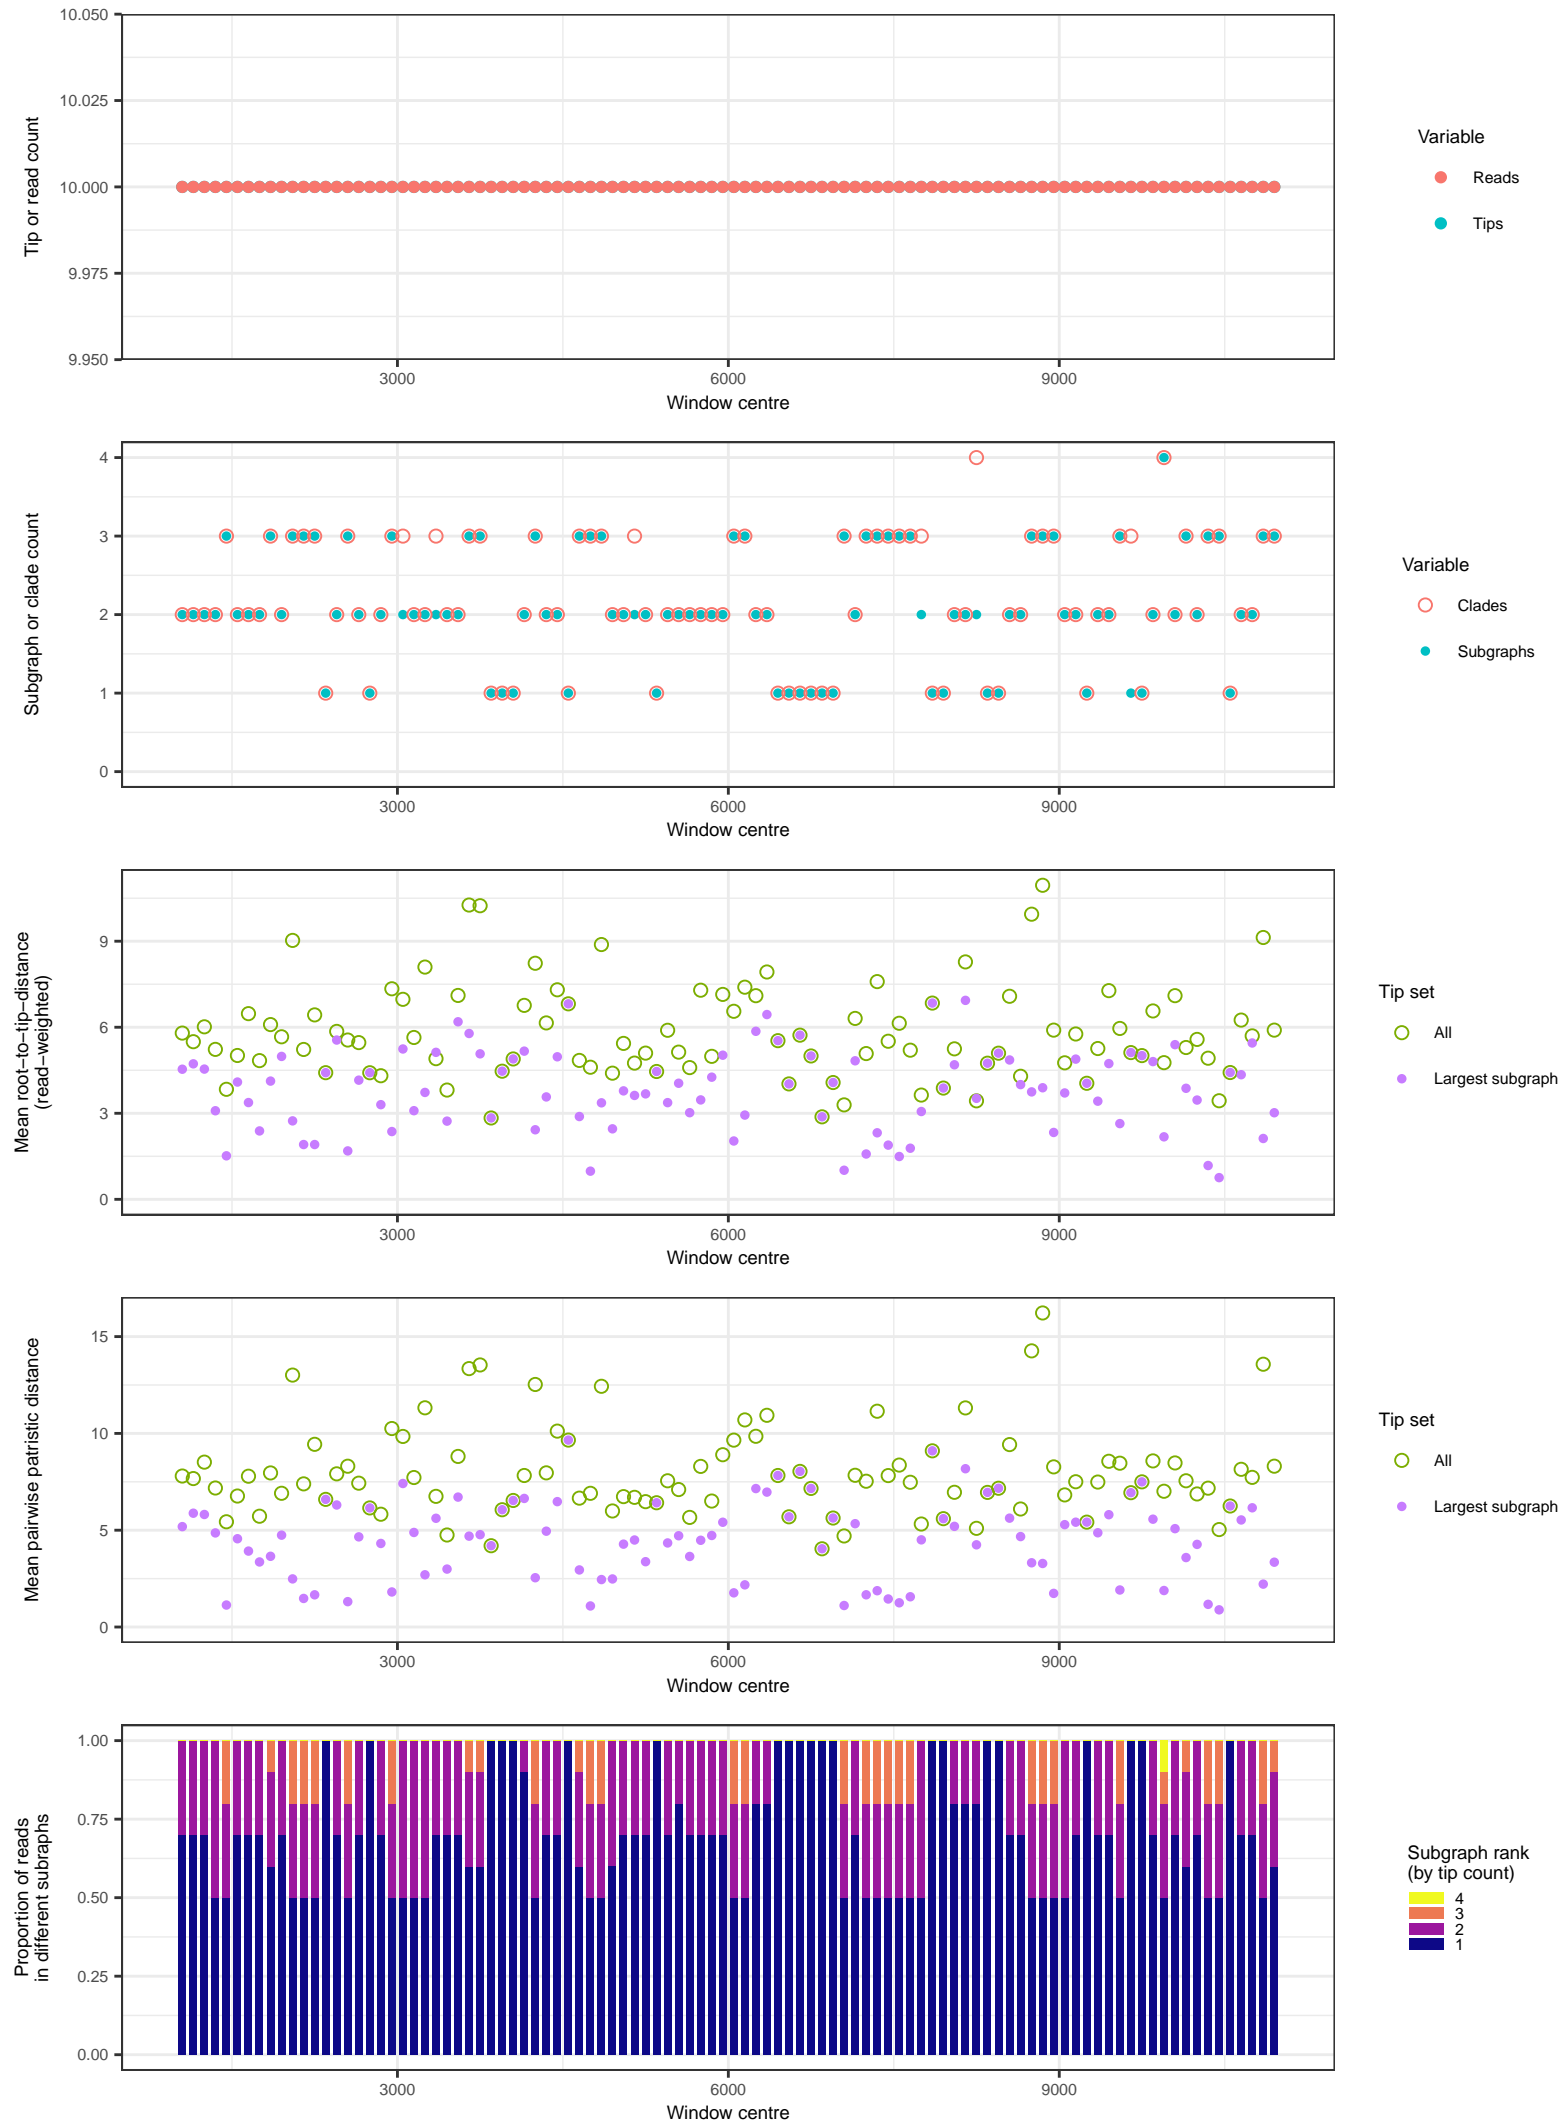 10.050
10.025
10.000
9.975
9.950
Tip or read count
3000
6000
9000
Window centre
Variable
Reads
Tips
4
3
2
1
0
Subgraph or clade count
3000
6000
9000
Window centre
Variable
Clades
Subgraphs
9
6
3
0
Mean root−to−tip−distance
(read−weighted)
3000
6000
9000
Window centre
Tip set
All
Largest subgraph
15
10
5
0
Mean pairwise patristic distance
3000
6000
9000
Window centre
Tip set
All
Largest subgraph
1.00
0.75
0.50
0.25
0.00
Proportion of reads
in different subraphs
3000
6000
9000
Window centre
Subgraph rank
(by tip count)
4
3
2
1